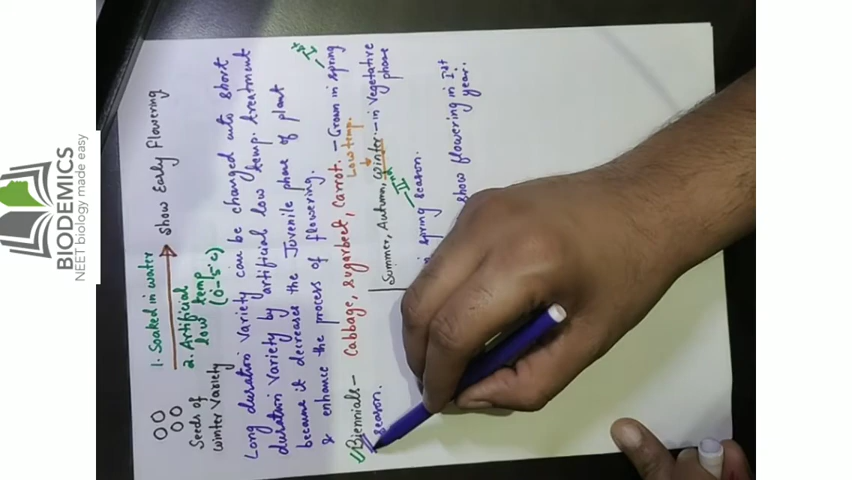 BIODEMICS
NEET biology made easy
1. Soaked in water
2. Artificial
low temp
(0-5°c)
Show Early Flowering
Seeds of
winter Variety
Long duration Variety can be changed into short
duration Variety by artificial low temp. treatment
because it decreases the Juvenile phase of plant
& enhance the process of flowering.
Biennials - Cabbage, Sugarbeet, Carrot. - Grown in spring
Ist
season.
Low temp.
Summer, Autumn, winter - in Vegetative
phase
IInd
spring season.
show flowering in Ist
year.